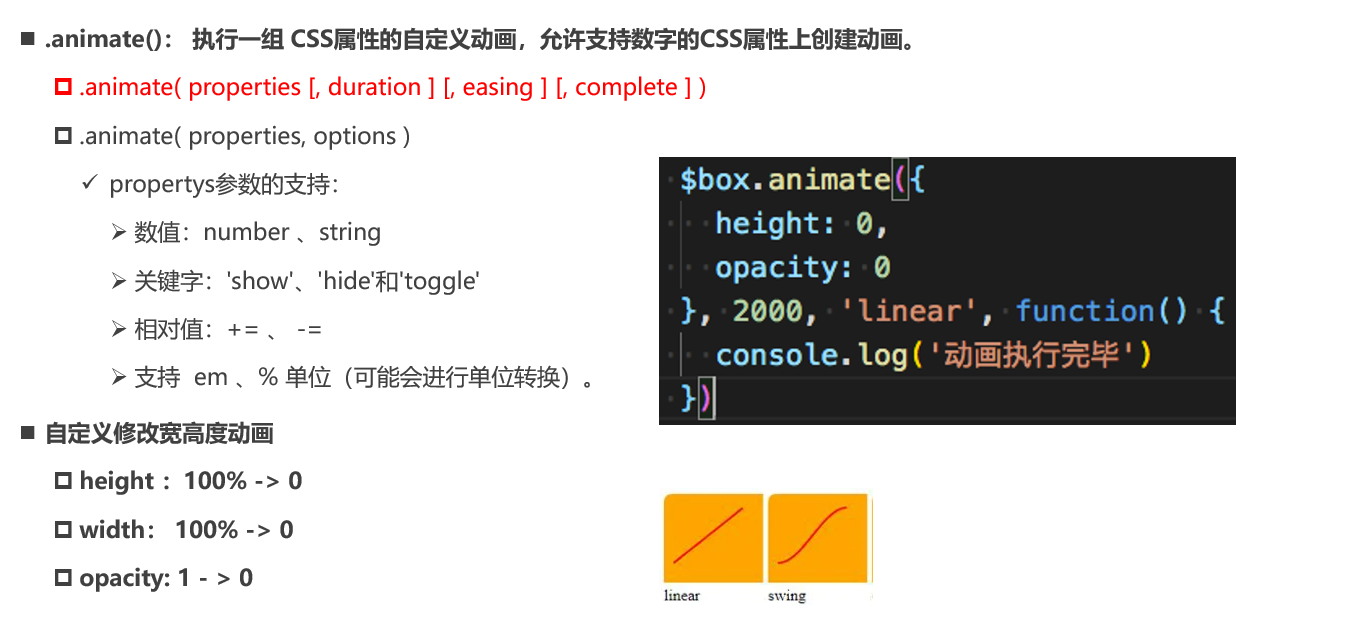 .animate()： 执行一组 CSS属性的自定义动画，允许支持数字的CSS属性上创建动画。
.animate( properties [, duration ] [, easing ] [, complete ] )
.animate( properties, options )
propertys参数的支持：
数值：number 、string
关键字：'show'、'hide'和'toggle'
相对值：+= 、 -=
支持 em 、% 单位（可能会进行单位转换）。
自定义修改宽高度动画
height ： 100% -> 0
width： 100% -> 0
opacity: 1 - > 0
$box.animate({
height: 0,
opacity: 0
}, 2000, 'linear', function() {
console.log('动画执行完毕')
})
linear
swing